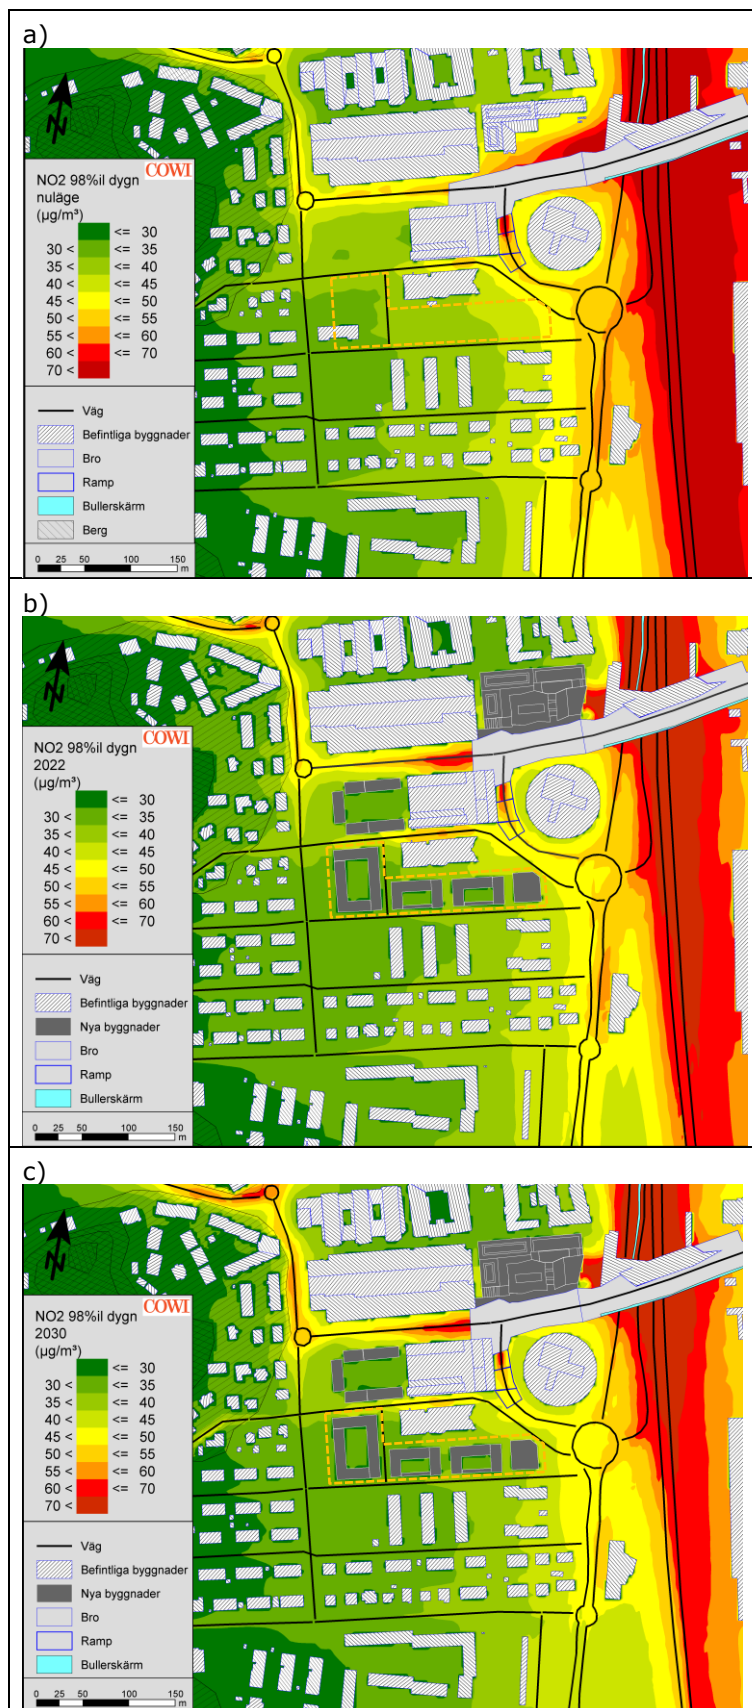 a)
N
COWI
NO2 98%il dygn
nuläge
(µg/m³)
<= 30
30 < <= 35
35 < <= 40
40 < <= 45
45 < <= 50
50 < <= 55
55 < <= 60
60 < <= 70
70 <
Väg
Befintliga byggnader
Bro
Ramp
Bullerskärm
Berg
0 25 50 100 150
m
b)
N
COWI
NO2 98%il dygn
2022
(µg/m³)
<= 30
30 < <= 35
35 < <= 40
40 < <= 45
45 < <= 50
50 < <= 55
55 < <= 60
60 < <= 70
70 <
Väg
Befintliga byggnader
Nya byggnader
Bro
Ramp
Bullerskärm
0 25 50 100 150
m
c)
N
COWI
NO2 98%il dygn
2030
(µg/m³)
<= 30
30 < <= 35
35 < <= 40
40 < <= 45
45 < <= 50
50 < <= 55
55 < <= 60
60 < <= 70
70 <
Väg
Befintliga byggnader
Nya byggnader
Bro
Ramp
Bullerskärm
0 25 50 100 150
m